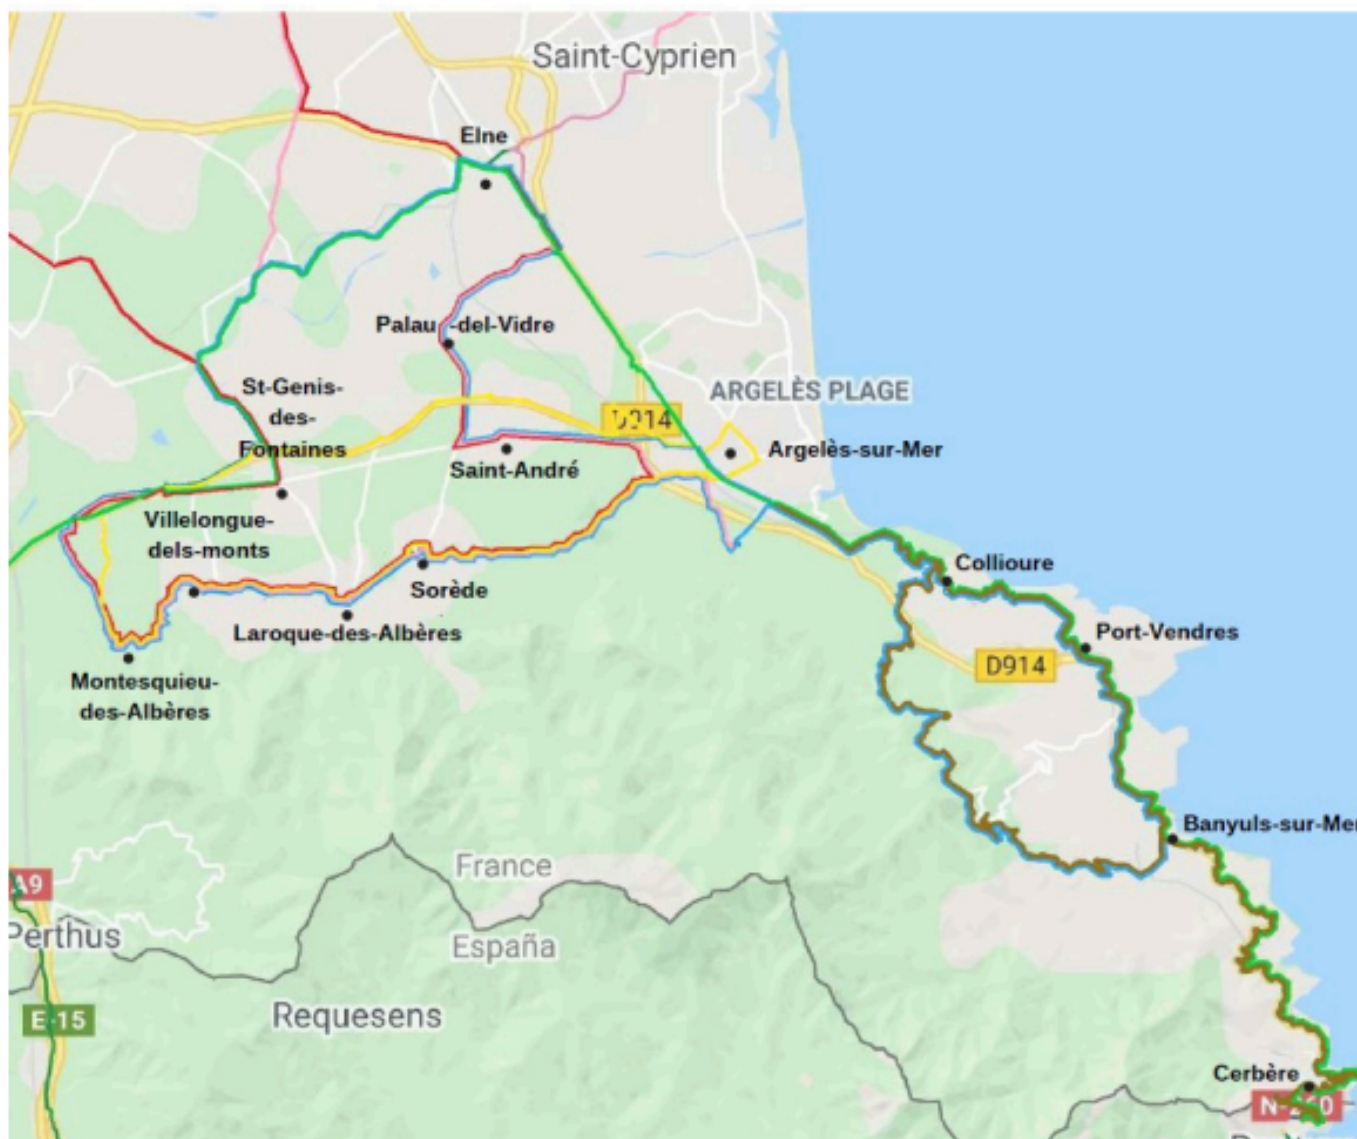 Saint-Cyprien
Elne
Palau -del-Vidre
St-Genis-
des-
Fontaines
ARGELÈS PLAGE
D914
Argelès-sur-Mer
Saint-André
Villelongue-
dels-monts
Collioure
Sorède
Laroque-des-Albères
Port-Vendres
D914
Montesquieu-
des-Albères
Banyuls-sur-Mer
France
A9
Perthus
España
Requesens
E-15
Cerbère